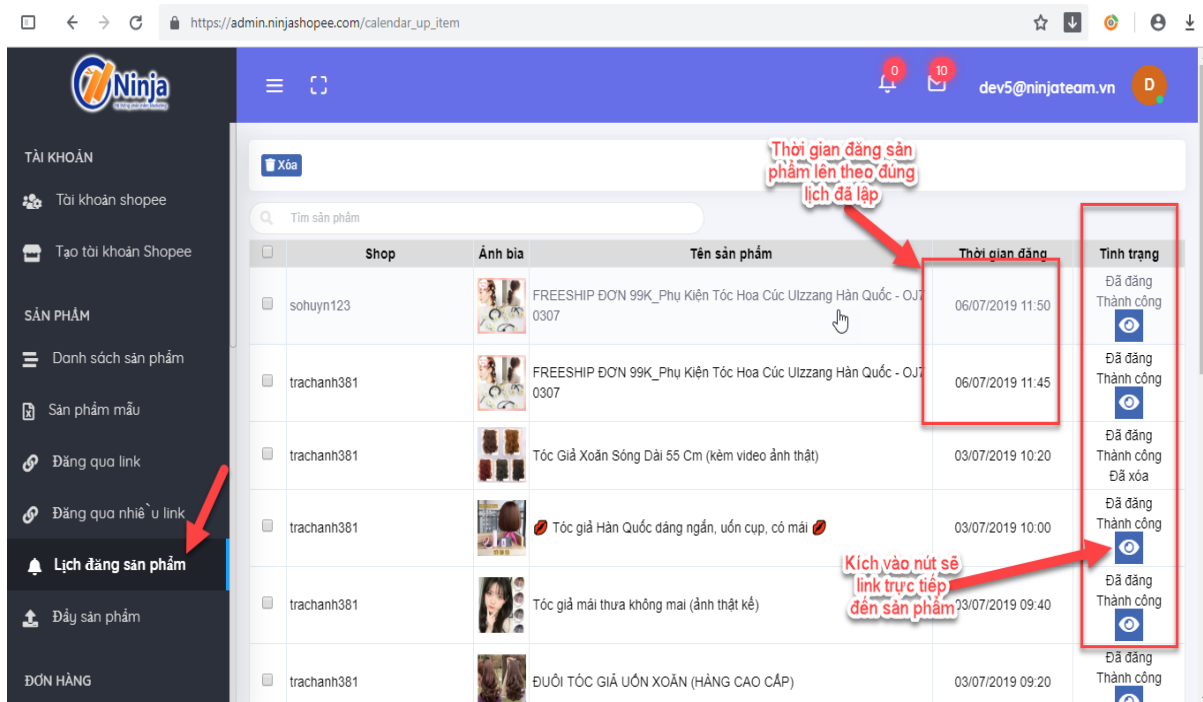 https://admin.ninjashopee.com/calendar_up_item
Ninja
0
10
dev5@ninjateam.vn
D
TÀI KHOẢN
Tài khoản shopee
Tạo tài khoản Shopee
SẢN PHẨM
Danh sách sản phẩm
Sản phẩm mẫu
Đăng qua link
Đăng qua nhiều link
Lịch đăng sản phẩm
Đẩy sản phẩm
ĐƠN HÀNG
Xóa
Thời gian đăng sản
phẩm lên theo đúng
lịch đã lập
Tìm sản phẩm
Shop
Ảnh bìa
Tên sản phẩm
Thời gian đăng
Tình trạng
sohuyn123
FREESHIP ĐƠN 99K_Phụ Kiện Tóc Hoa Cúc Ulzzang Hàn Quốc - OJ7
0307
06/07/2019 11:50
Đã đăng
Thành công
trachanh381
FREESHIP ĐƠN 99K_Phụ Kiện Tóc Hoa Cúc Ulzzang Hàn Quốc - OJ7
0307
06/07/2019 11:45
Đã đăng
Thành công
trachanh381
Tóc Giả Xoăn Sóng Dài 55 Cm (kèm video ảnh thật)
03/07/2019 10:20
Đã đăng
Thành công
Đã xóa
trachanh381
💋 Tóc giả Hàn Quốc dáng ngắn, uốn cụp, có mái 💋
03/07/2019 10:00
Đã đăng
Thành công
Kích vào nút sẽ
link trực tiếp
đến sản phẩm
trachanh381
Tóc giả mái thưa không mai (ảnh thật kế)
03/07/2019 09:40
Đã đăng
Thành công
trachanh381
ĐUÔI TÓC GIẢ UỐN XOĂN (HÀNG CAO CẤP)
03/07/2019 09:20
Đã đăng
Thành công